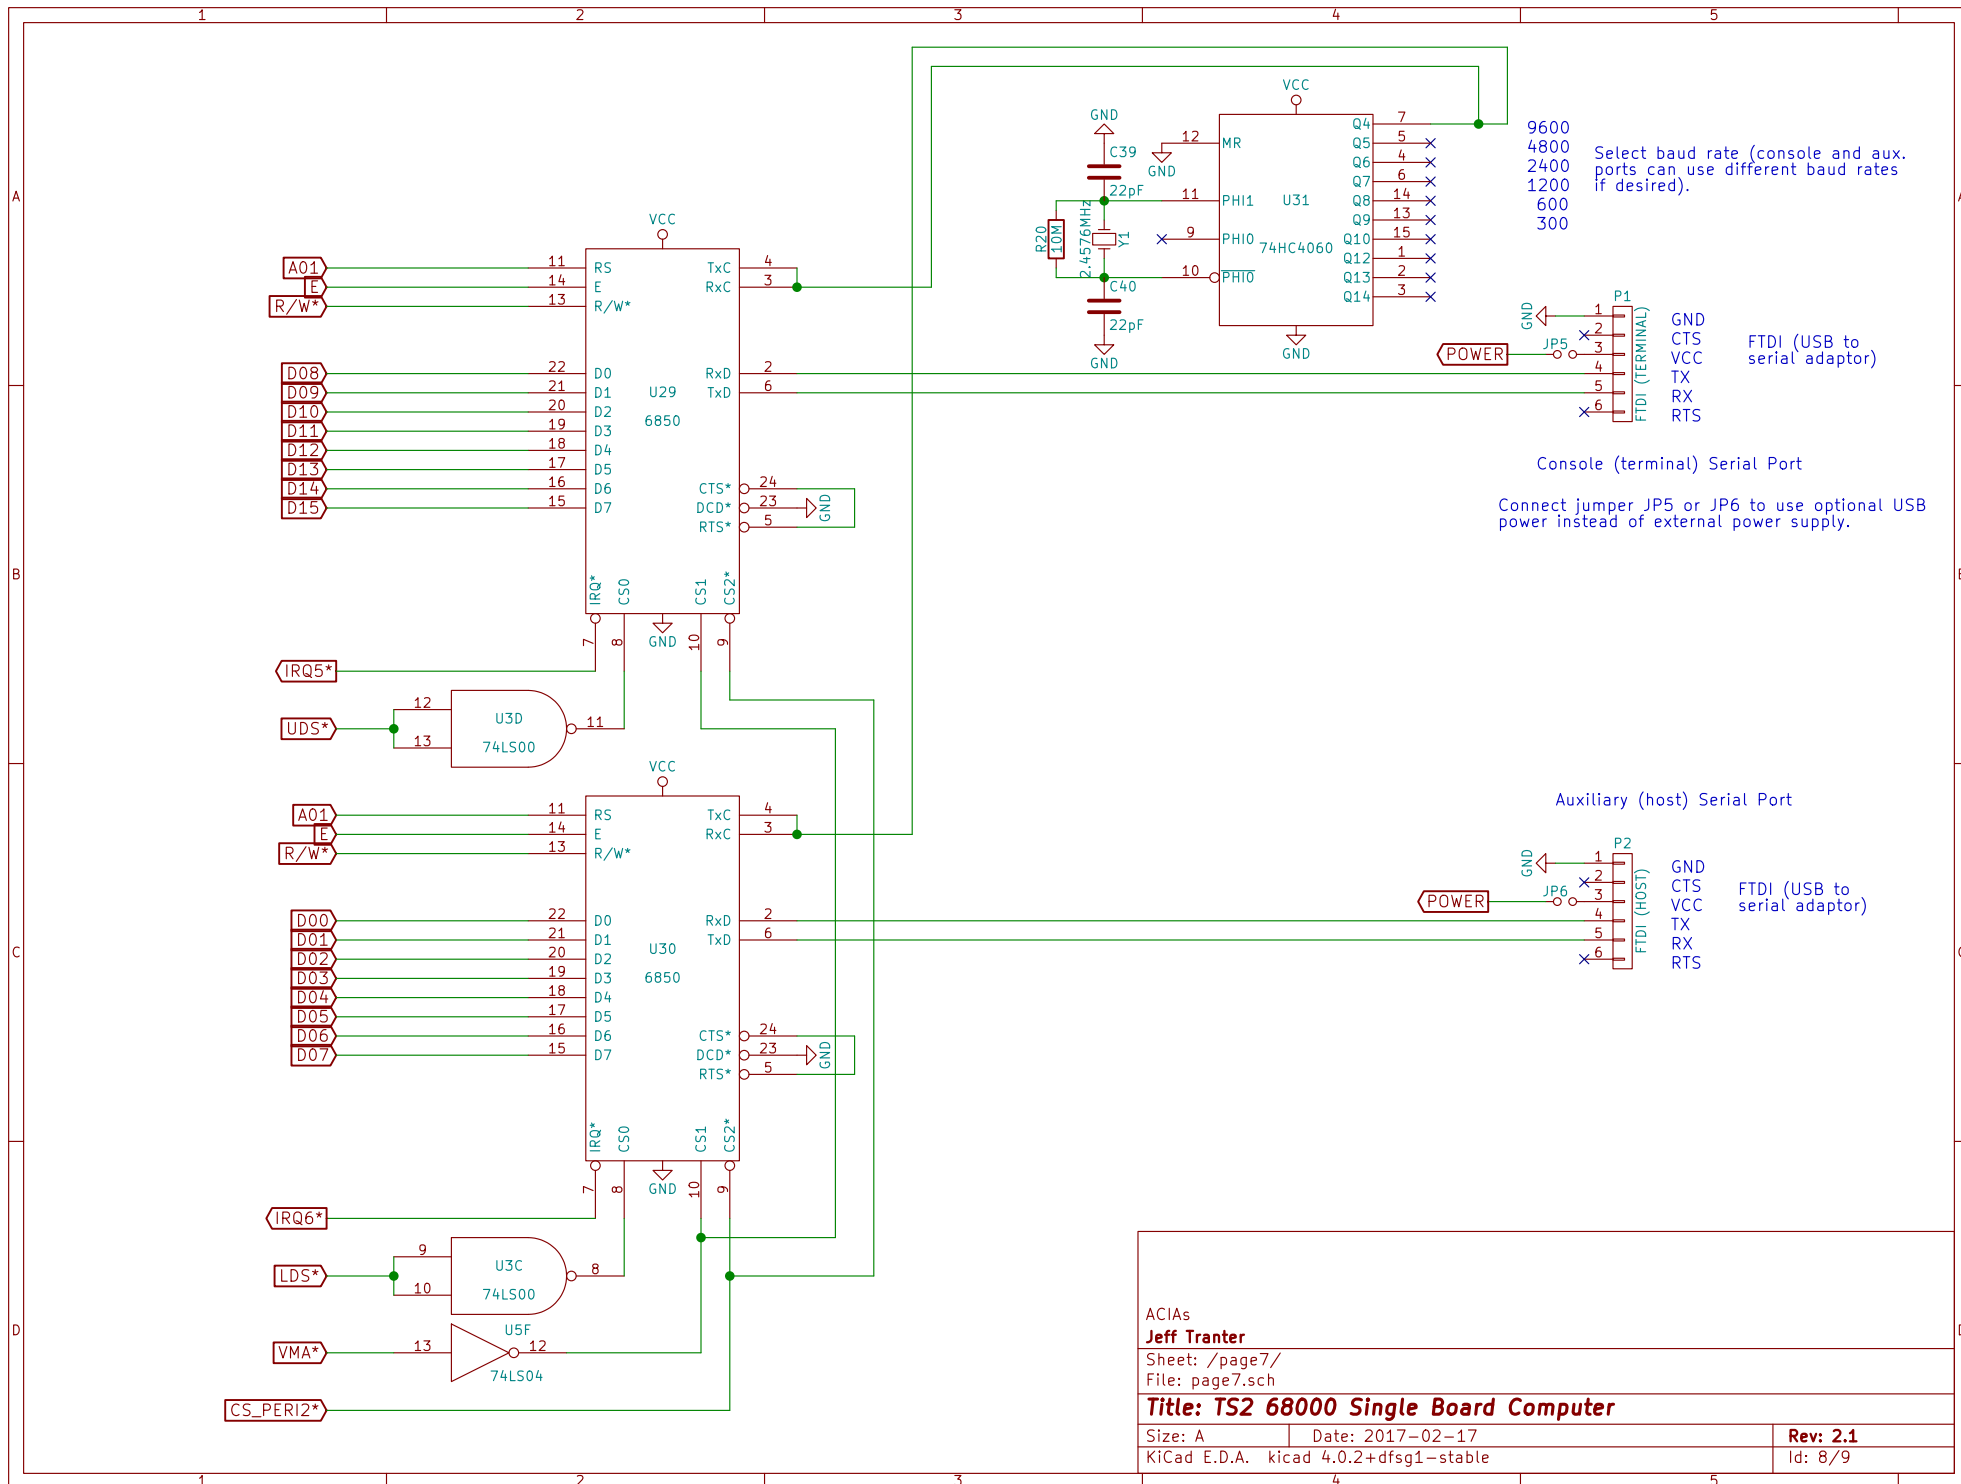 1 2 3 4 5
A
B
C
D
VCC
A01
E
R/W*
11 RS
14 E
13 R/W*
TxC 4
RxC 3
D08 22 D0
D09 21 D1
D10 20 D2
D11 19 D3
D12 18 D4
D13 17 D5
D14 16 D6
D15 15 D7
U29
6850
RxD 2
TxD 6
CTS* 24
DCD* 23
RTS* 5
GND
IRQ* CS0 CS1 CS2*
7 8 GND 10 9
IRQ5*
UDS*
12
13
U3D
74LS00
11
VCC
A01
E
R/W*
11 RS
14 E
13 R/W*
TxC 4
RxC 3
D00 22 D0
D01 21 D1
D02 20 D2
D03 19 D3
D04 18 D4
D05 17 D5
D06 16 D6
D07 15 D7
U30
6850
RxD 2
TxD 6
CTS* 24
DCD* 23
RTS* 5
GND
IRQ* CS0 CS1 CS2*
7 8 GND 10 9
IRQ6*
LDS*
9
10
U3C
74LS00
8
VMA*
13
U5F
12
74LS04
CS_PERI2*
GND
C39
22pF
R20
10M
2.4576MHz
Y1
C40
22pF
GND
VCC
12 MR
GND
11 PHI1
9 PHI0
10 PHI0
U31
74HC4060
Q4 7
Q5 5
Q6 4
Q7 6
Q8 14
Q9 13
Q10 15
Q12 1
Q13 2
Q14 3
GND
9600
4800
2400
1200
600
300
Select baud rate (console and aux.
ports can use different baud rates
if desired).
P1
GND
POWER
JP5
1
2
3
4
5
6
FTDI (TERMINAL)
GND
CTS
VCC
TX
RX
RTS
FTDI (USB to
serial adaptor)
Console (terminal) Serial Port
Connect jumper JP5 or JP6 to use optional USB
power instead of external power supply.
Auxiliary (host) Serial Port
P2
GND
POWER
JP6
1
2
3
4
5
6
FTDI (HOST)
GND
CTS
VCC
TX
RX
RTS
FTDI (USB to
serial adaptor)
ACIAs
Jeff Tranter
Sheet: /page7/
File: page7.sch
Title: TS2 68000 Single Board Computer
Size: A Date: 2017-02-17 Rev: 2.1
KiCad E.D.A. kicad 4.0.2+dfsg1-stable Id: 8/9
1 2 3 4 5